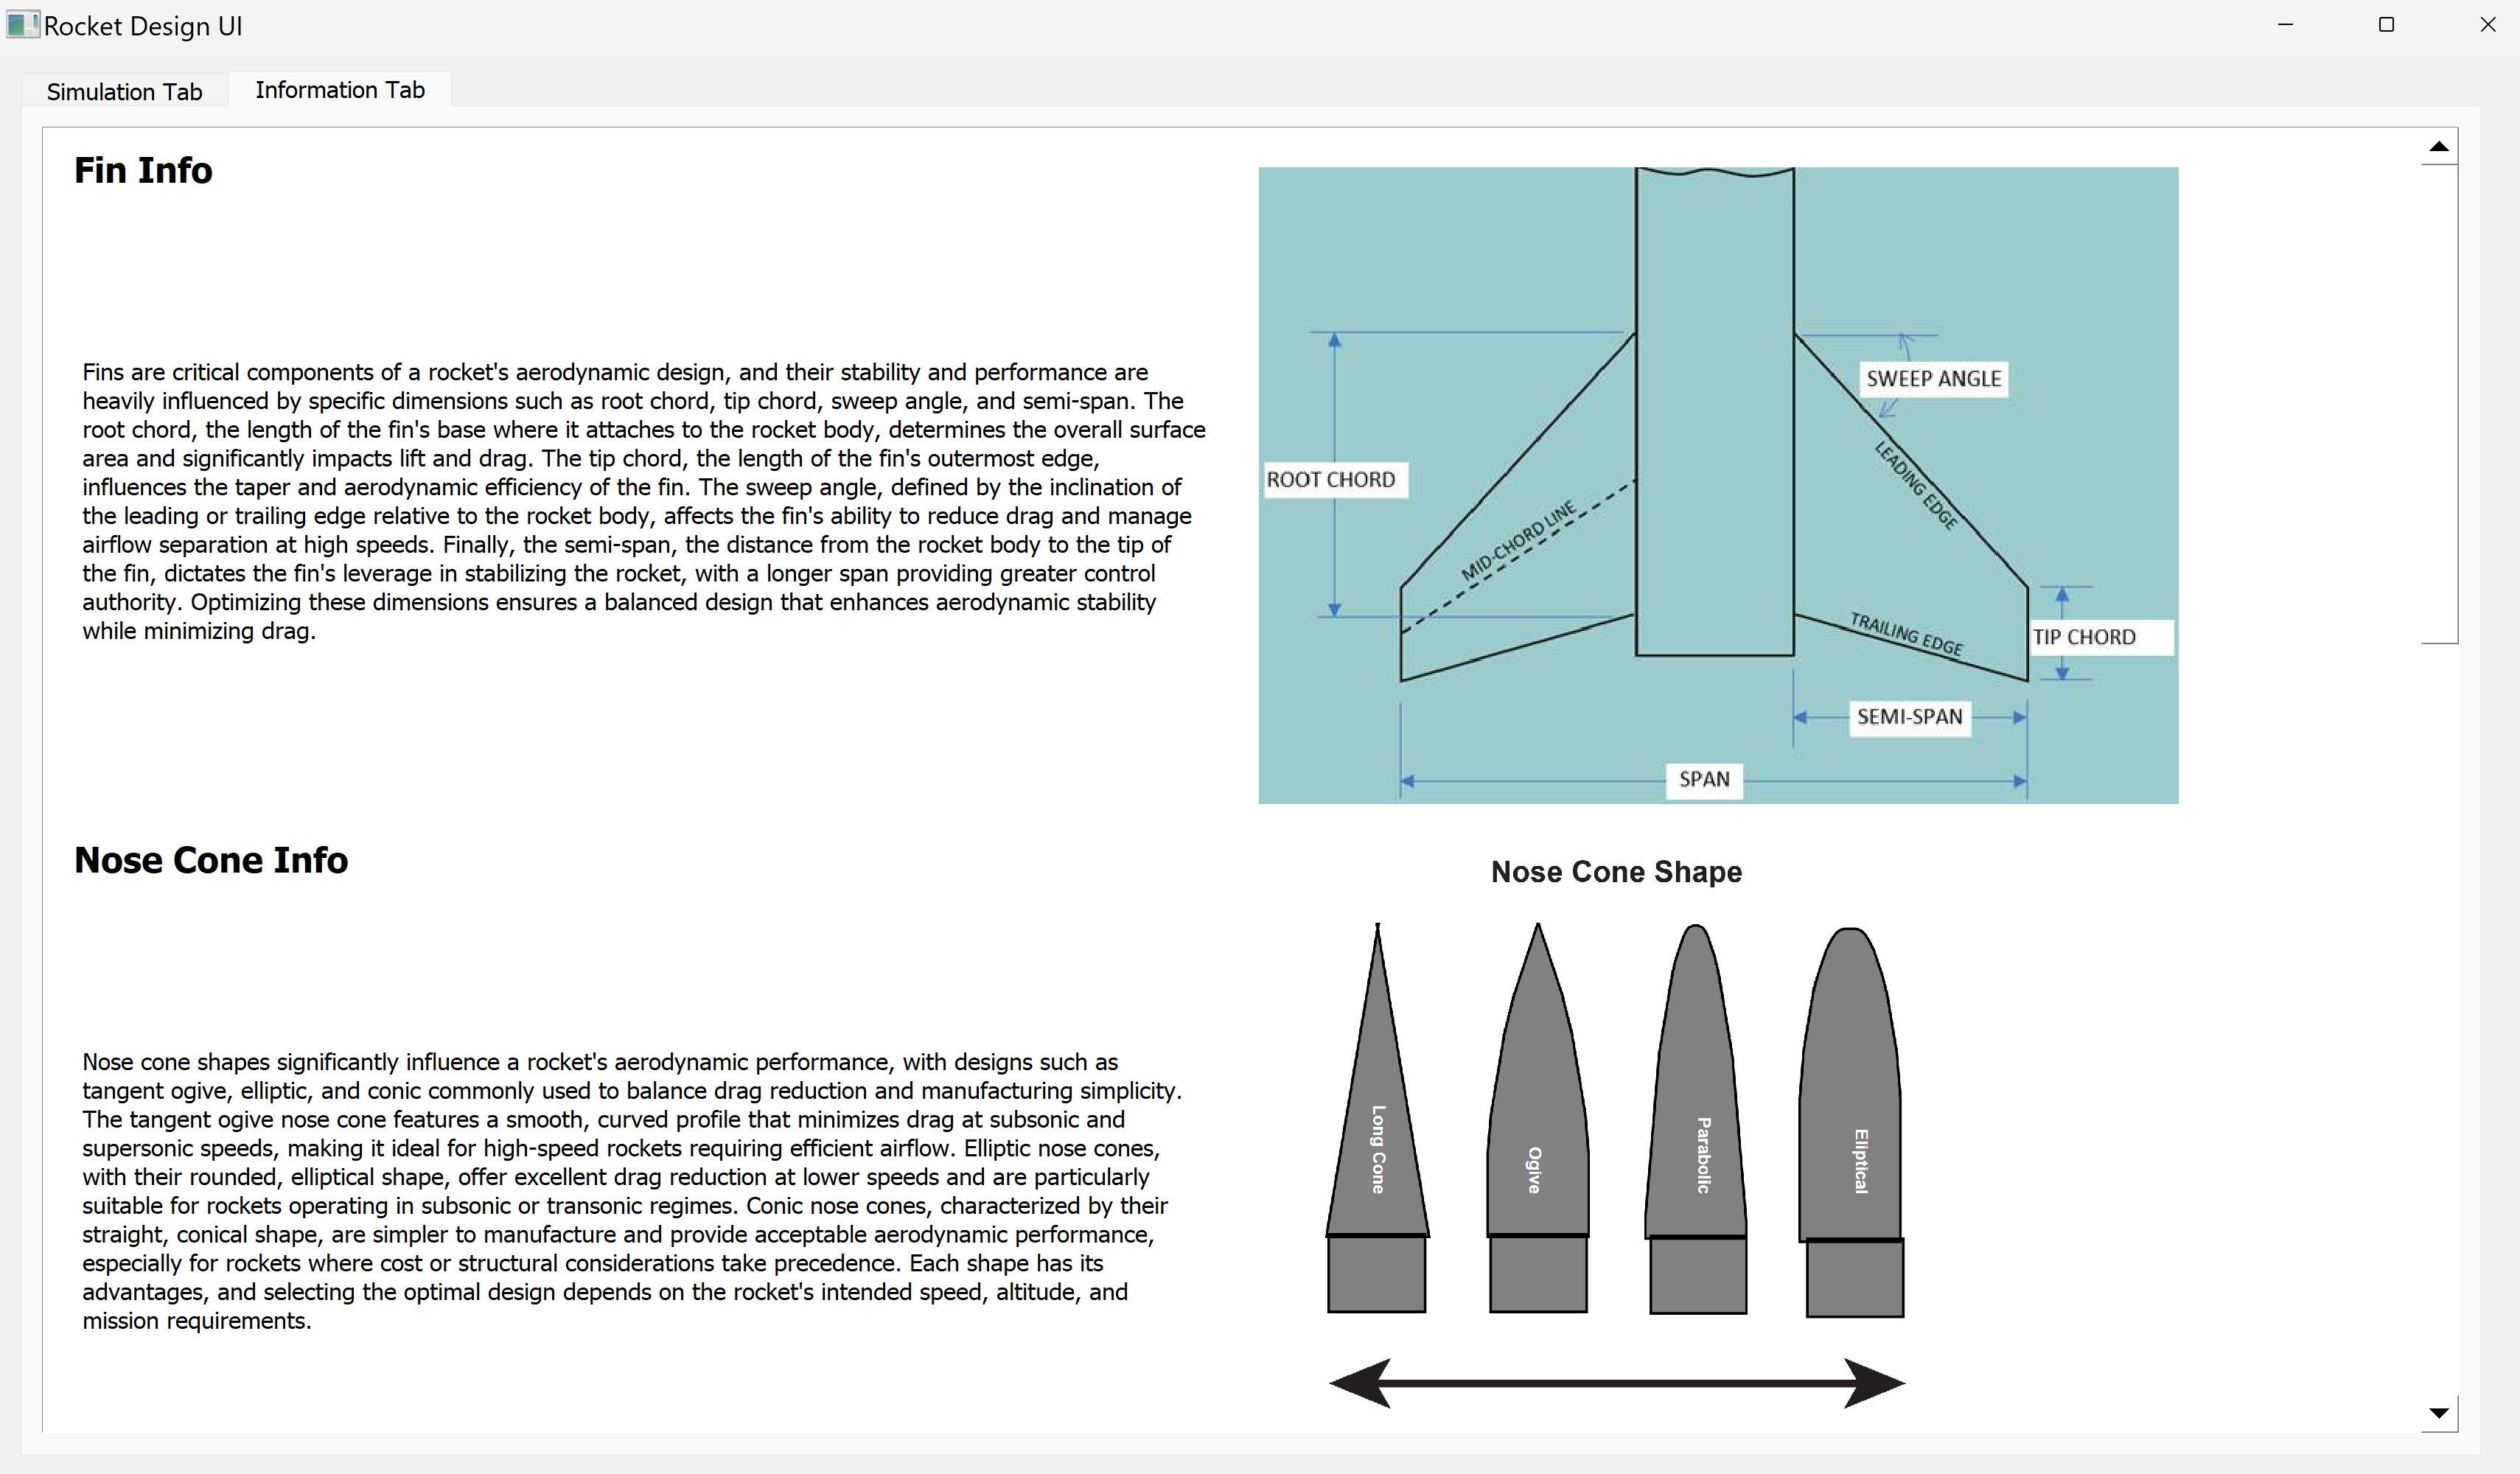 Rocket Design UI
Simulation Tab
Information Tab
Fin Info
Fins are critical components of a rocket's aerodynamic design, and their stability and performance are
heavily influenced by specific dimensions such as root chord, tip chord, sweep angle, and semi-span. The
root chord, the length of the fin's base where it attaches to the rocket body, determines the overall surface
area and significantly impacts lift and drag. The tip chord, the length of the fin's outermost edge,
influences the taper and aerodynamic efficiency of the fin. The sweep angle, defined by the inclination of
the leading or trailing edge relative to the rocket body, affects the fin's ability to reduce drag and manage
airflow separation at high speeds. Finally, the semi-span, the distance from the rocket body to the tip of
the fin, dictates the fin's leverage in stabilizing the rocket, with a longer span providing greater control
authority. Optimizing these dimensions ensures a balanced design that enhances aerodynamic stability
while minimizing drag.
SWEEP ANGLE
ROOT CHORD
LEADING EDGE
MID-CHORD LINE
TRAILING EDGE
TIP CHORD
SEMI-SPAN
SPAN
Nose Cone Info
Nose cone shapes significantly influence a rocket's aerodynamic performance, with designs such as
tangent ogive, elliptic, and conic commonly used to balance drag reduction and manufacturing simplicity.
The tangent ogive nose cone features a smooth, curved profile that minimizes drag at subsonic and
supersonic speeds, making it ideal for high-speed rockets requiring efficient airflow. Elliptic nose cones,
with their rounded, elliptical shape, offer excellent drag reduction at lower speeds and are particularly
suitable for rockets operating in subsonic or transonic regimes. Conic nose cones, characterized by their
straight, conical shape, are simpler to manufacture and provide acceptable aerodynamic performance,
especially for rockets where cost or structural considerations take precedence. Each shape has its
advantages, and selecting the optimal design depends on the rocket's intended speed, altitude, and
mission requirements.
Nose Cone Shape
Long Cone
Ogive
Parabolic
Eliptical